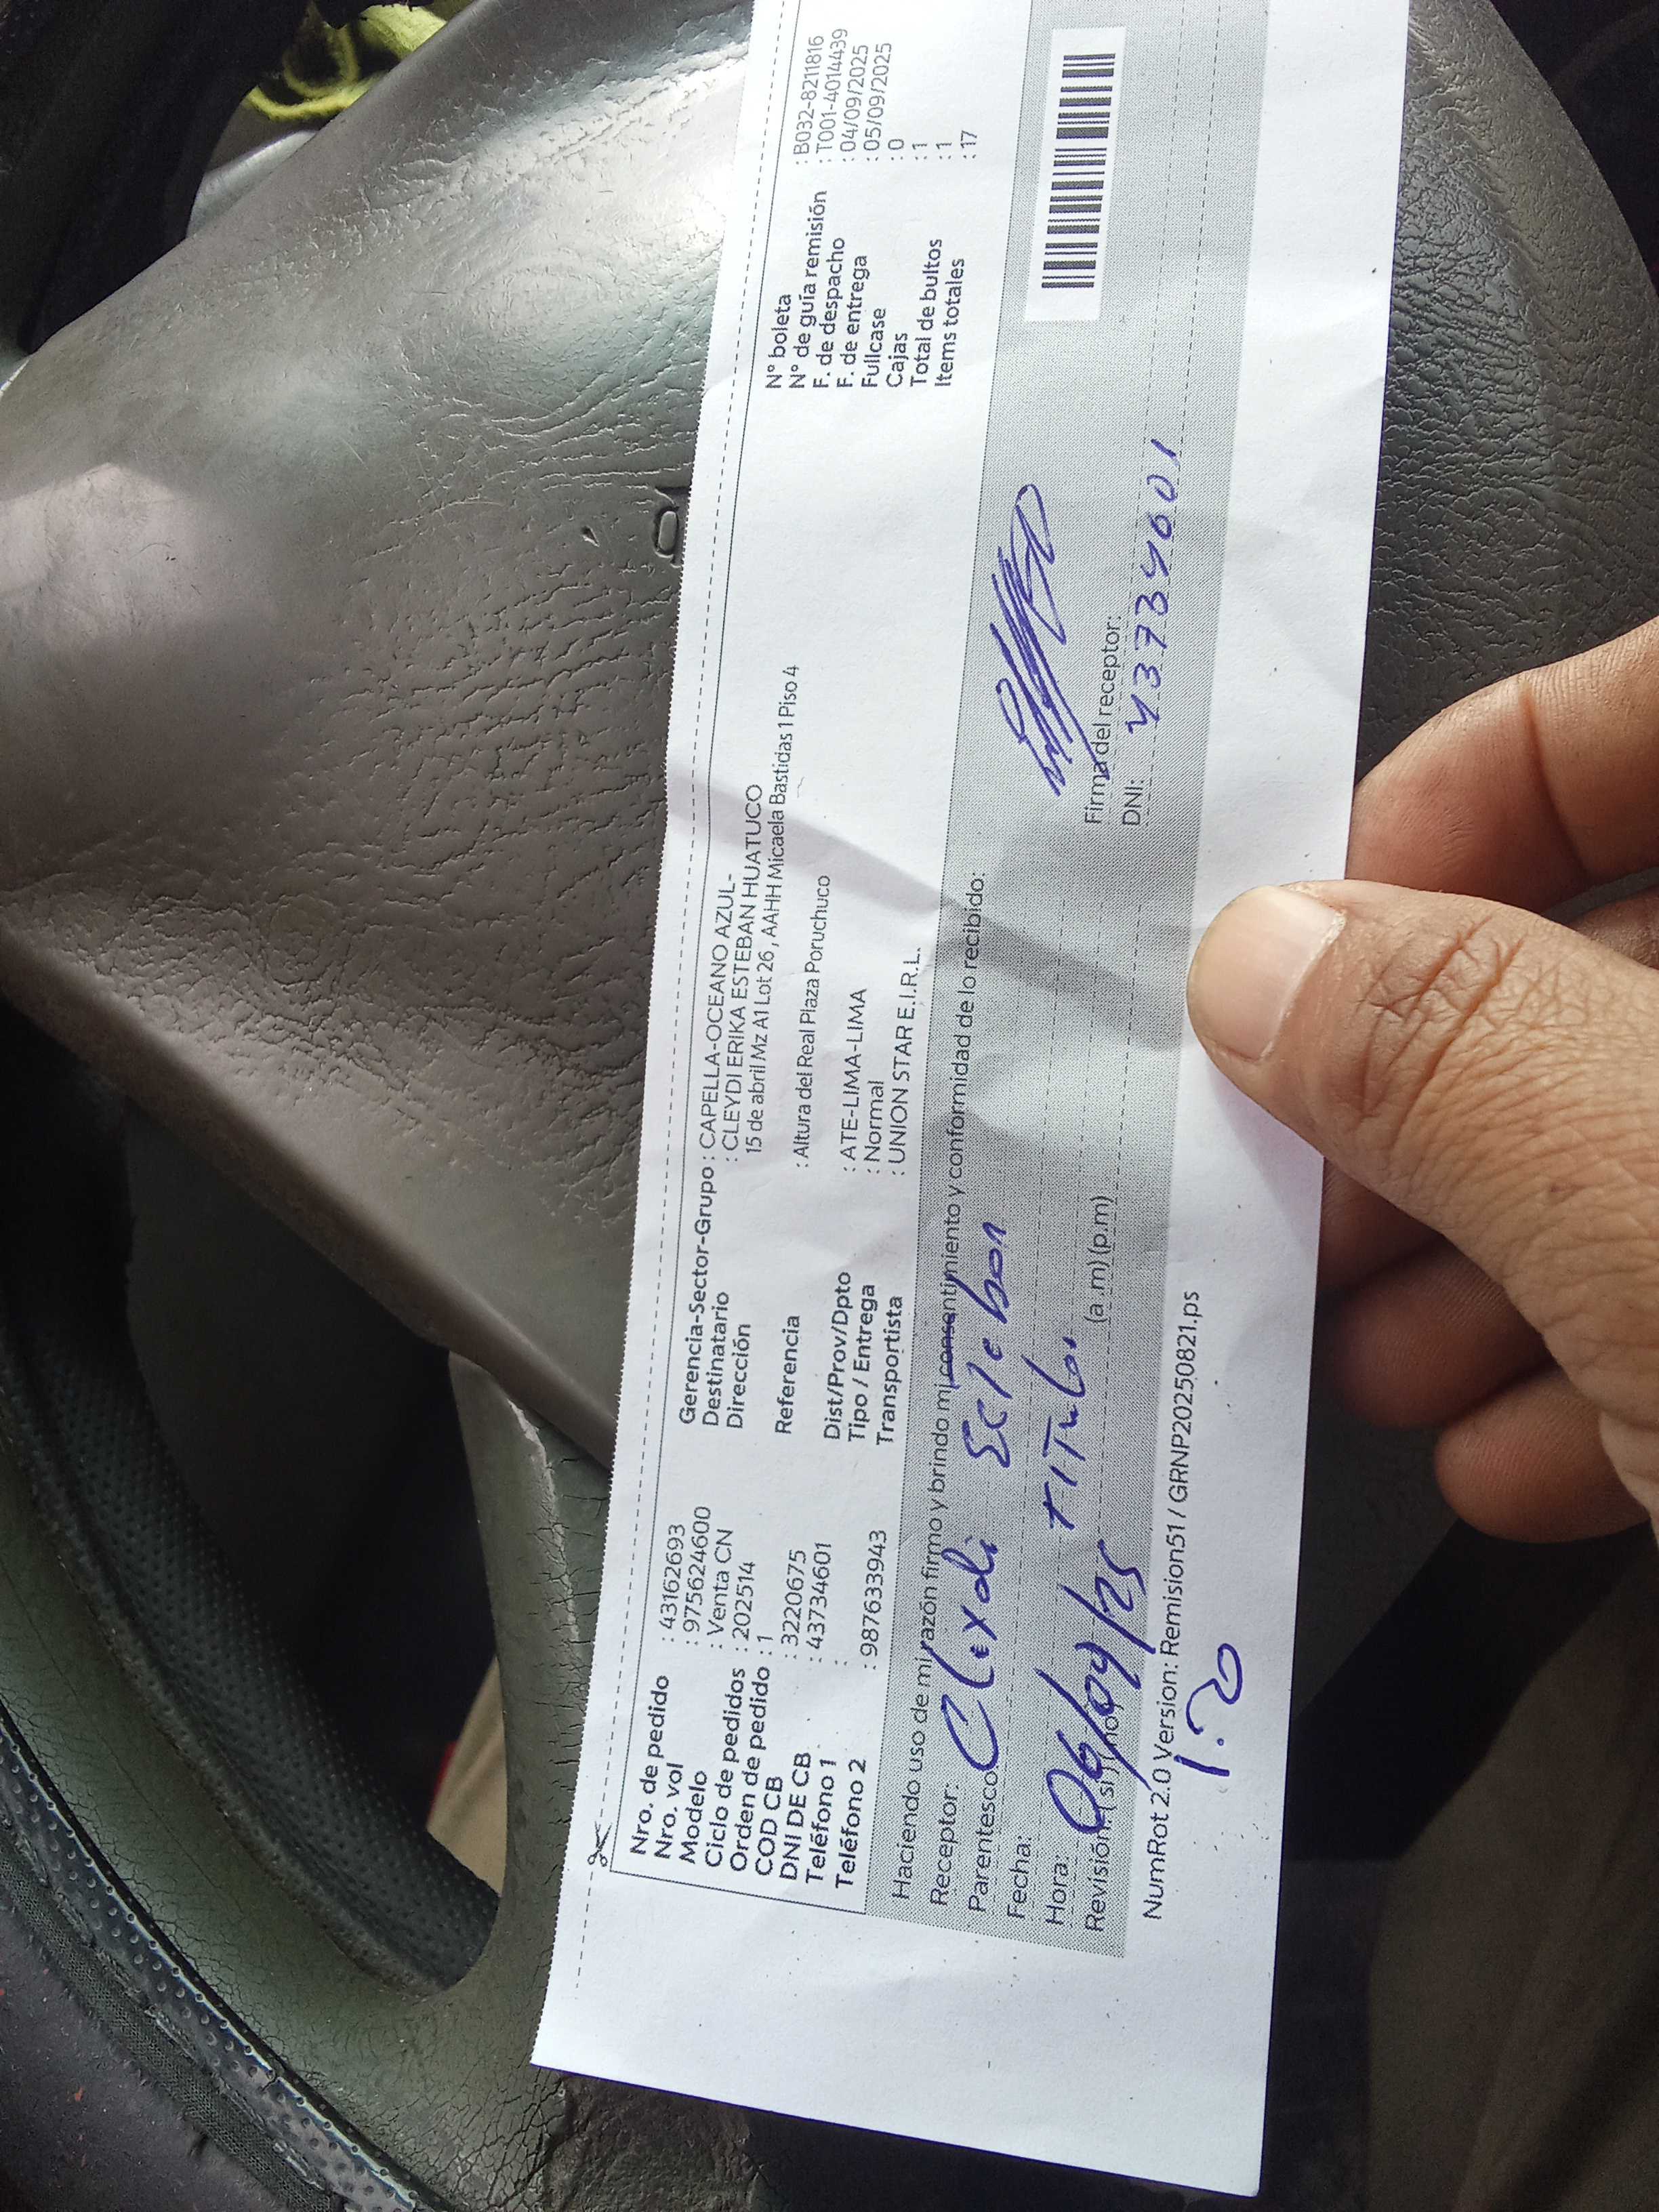 Nro. de pedido : 43162693
Nro. vol : 975624600
Modelo : Venta CN
Ciclo de pedidos : 202514
Orden de pedido : 1
COD CB : 3220675
DNI DE CB : 43734601
Teléfono 1 :
Teléfono 2 : 987633943
Gerencia-Sector-Grupo : CAPELLA-OCEANO AZUL-
Destinatario : CLEYDI ERIKA ESTEBAN HUATUCO
Dirección 15 de abril Mz A1 Lot 26 , AAHH Micaela Bastidas 1 Piso 4
Referencia : Altura del Real Plaza Poruchuco
Dist/Prov/Dpto : ATE-LIMA-LIMA
Tipo / Entrega : Normal
Transportista : UNION STAR E.I.R.L.
N° boleta : B032-8211816
N° de guía remisión : T001-4014439
F. de despacho : 04/09/2025
F. de entrega : 05/09/2025
Fullcase : 0
Cajas : 1
Total de bultos : 1
Items totales : 17
Haciendo uso de mi razón firmo y brindo mi consentimiento y conformidad de lo recibido:
Receptor: Clexdi Esteban
Parentesco: TITular
Fecha: 06/09/25
Hora: (a .m) (p.m)
Revisión: (si) (no)
Firma del receptor:
DNI: 43734601
NumRot 2.0 Version: Remision51 / GRNP20250821.ps
1:20